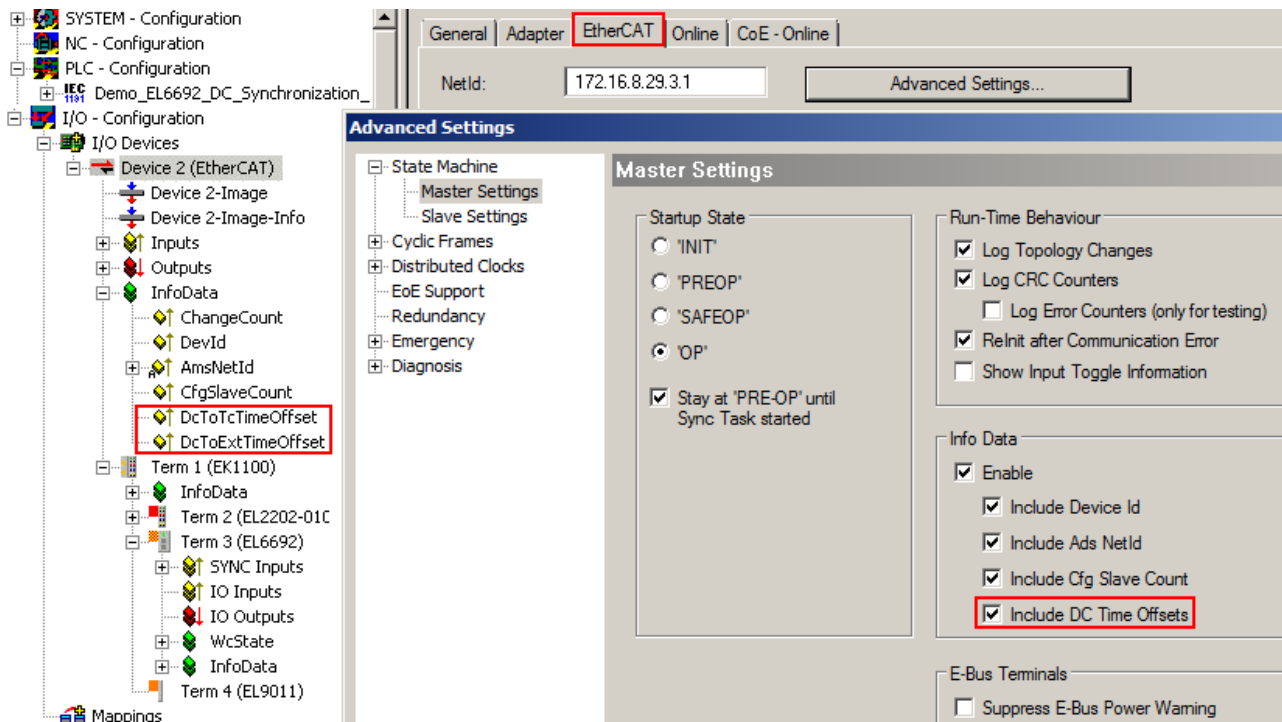 SYSTEM - Configuration
NC - Configuration
PLC - Configuration
IEC 1131 Demo_EL6692_DC_Synchronization_
I/O - Configuration
I/O Devices
Device 2 (EtherCAT)
Device 2-Image
Device 2-Image-Info
Inputs
Outputs
InfoData
ChangeCount
DevId
AmsNetId
CfgSlaveCount
DcToTcTimeOffset
DcToExtTimeOffset
Term 1 (EK1100)
InfoData
Term 2 (EL2202-010
Term 3 (EL6692)
SYNC Inputs
IO Inputs
IO Outputs
WcState
InfoData
Term 4 (EL9011)
Mappings
General Adapter EtherCAT Online CoE - Online
NetId: 172.16.8.29.3.1 Advanced Settings...
Advanced Settings
State Machine
Master Settings
Slave Settings
Cyclic Frames
Distributed Clocks
EoE Support
Redundancy
Emergency
Diagnosis
Master Settings
Startup State
'INIT'
'PREOP'
'SAFEOP'
'OP'
Stay at 'PRE-OP' until
Sync Task started
Run-Time Behaviour
Log Topology Changes
Log CRC Counters
Log Error Counters (only for testing)
ReInit after Communication Error
Show Input Toggle Information
Info Data
Enable
Include Device Id
Include Ads NetId
Include Cfg Slave Count
Include DC Time Offsets
E-Bus Terminals
Suppress E-Bus Power Warning